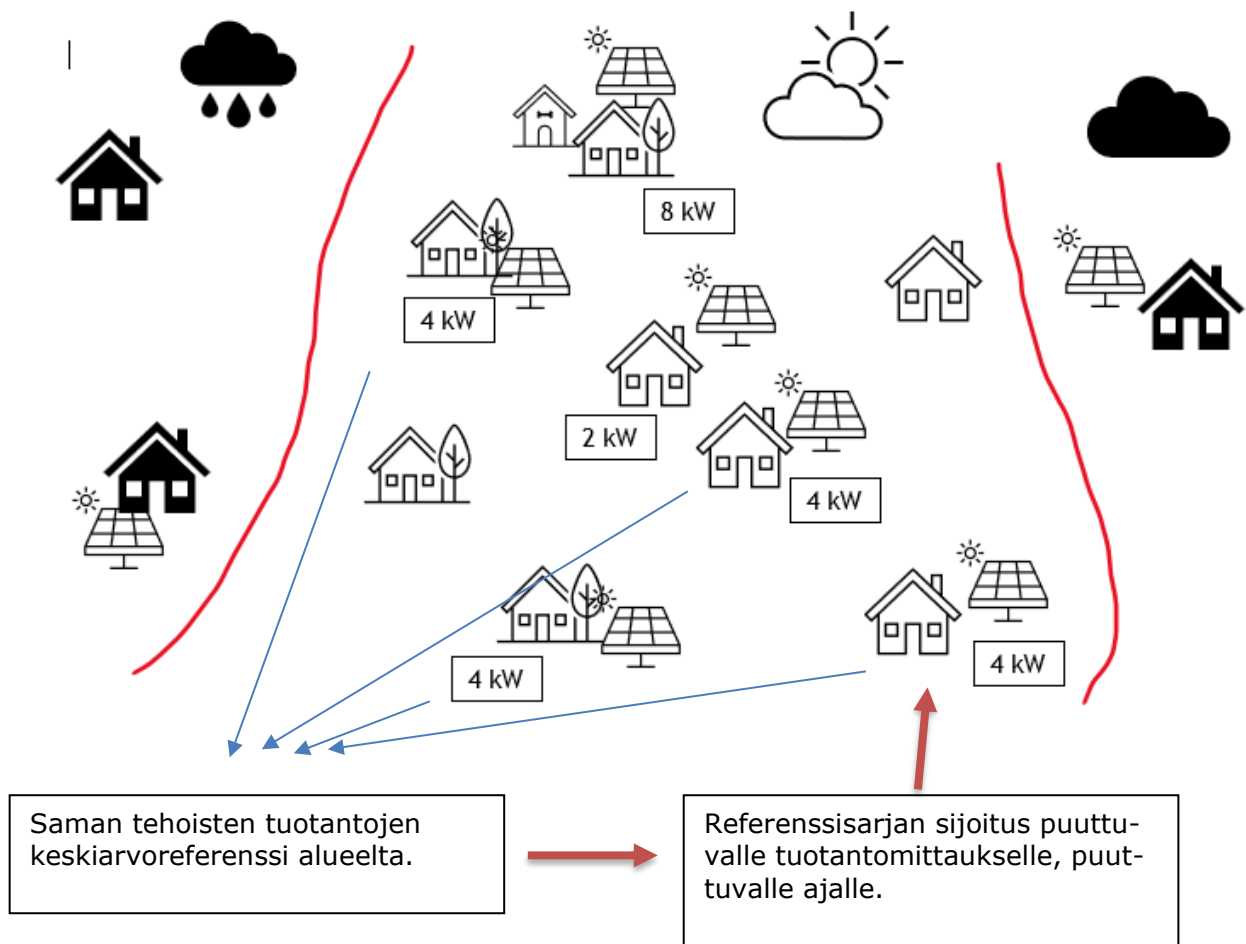 8 kW
4 kW
2 kW
4 kW
4 kW
4 kW
Saman tehoisten tuotantojen
keskiarvoreferenssi alueelta.
Referenssisarjan sijoitus puuttu-
valle tuotantomittaukselle, puut-
tuvalle ajalle.